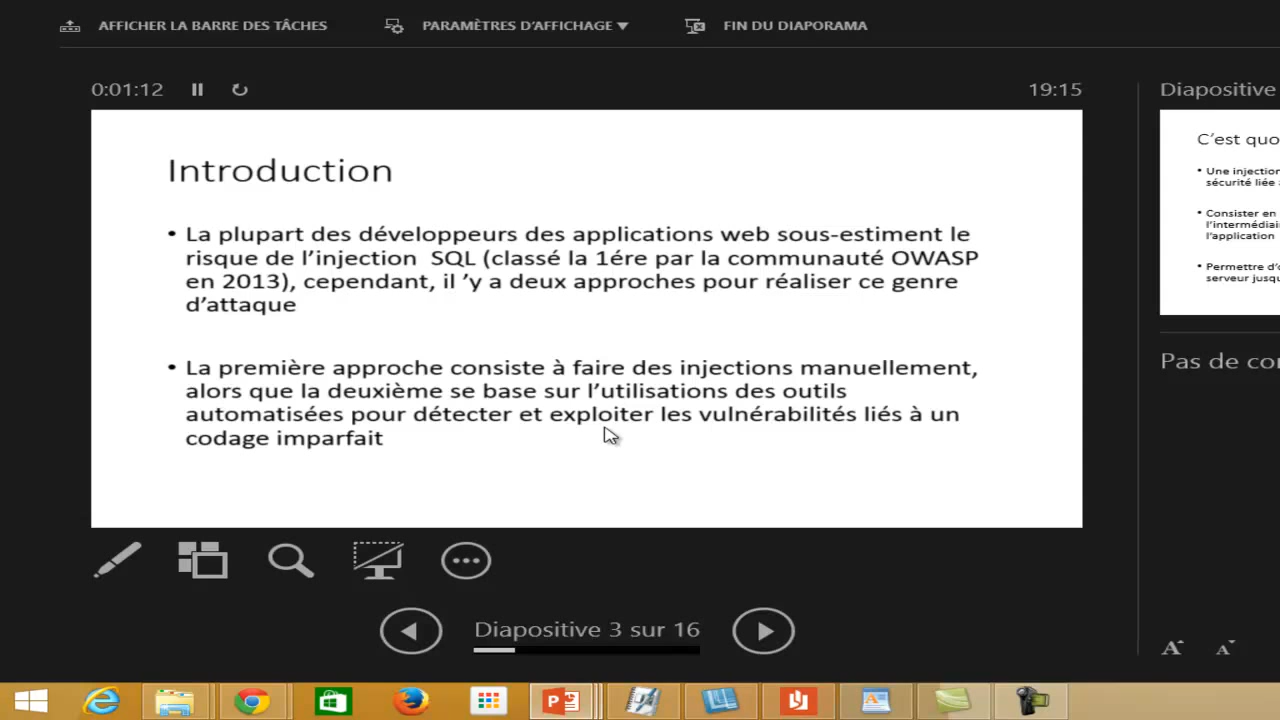 AFFICHER LA BARRE DES TÂCHES PARAMÈTRES D'AFFICHAGE FIN DU DIAPORAMA
0:01:12 19:15
Introduction
• La plupart des développeurs des applications web sous-estiment le
risque de l'injection SQL (classé la 1ére par la communauté OWASP
en 2013), cependant, il 'y a deux approches pour réaliser ce genre
d'attaque
• La première approche consiste à faire des injections manuellement,
alors que la deuxième se base sur l'utilisations des outils
automatisées pour détecter et exploiter les vulnérabilités liés à un
codage imparfait
Diapositive 3 sur 16
Diapositive
C'est quo
• Une injection
sécurité liée
• Consister en
l'intermédiai
l'application
• Permettre d'
serveur jusqu
Pas de co
A A